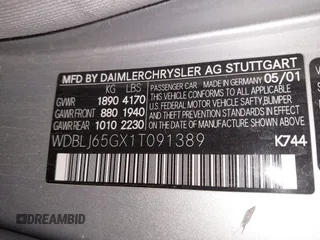 MFD BY DAIMLERCHRYSLER AG STUTTGART
KG LBS PASSENGER CAR MADE IN GERMANY 05/01
GVWR 1890 4170 THIS VEHICLE CONFORMS TO ALL APPLICABLE
GAWR FRONT 880 1940 U.S. FEDERAL MOTOR VEHICLE SAFETY, BUMPER
GAWR REAR 1010 2230 AND THEFT PREVENTION STANDARDS IN EFFECT
ON THE DATE OF MANUFACTURE SHOWN ABOVE.
WDBLJ65GX1T091389 K744
DREAMBID